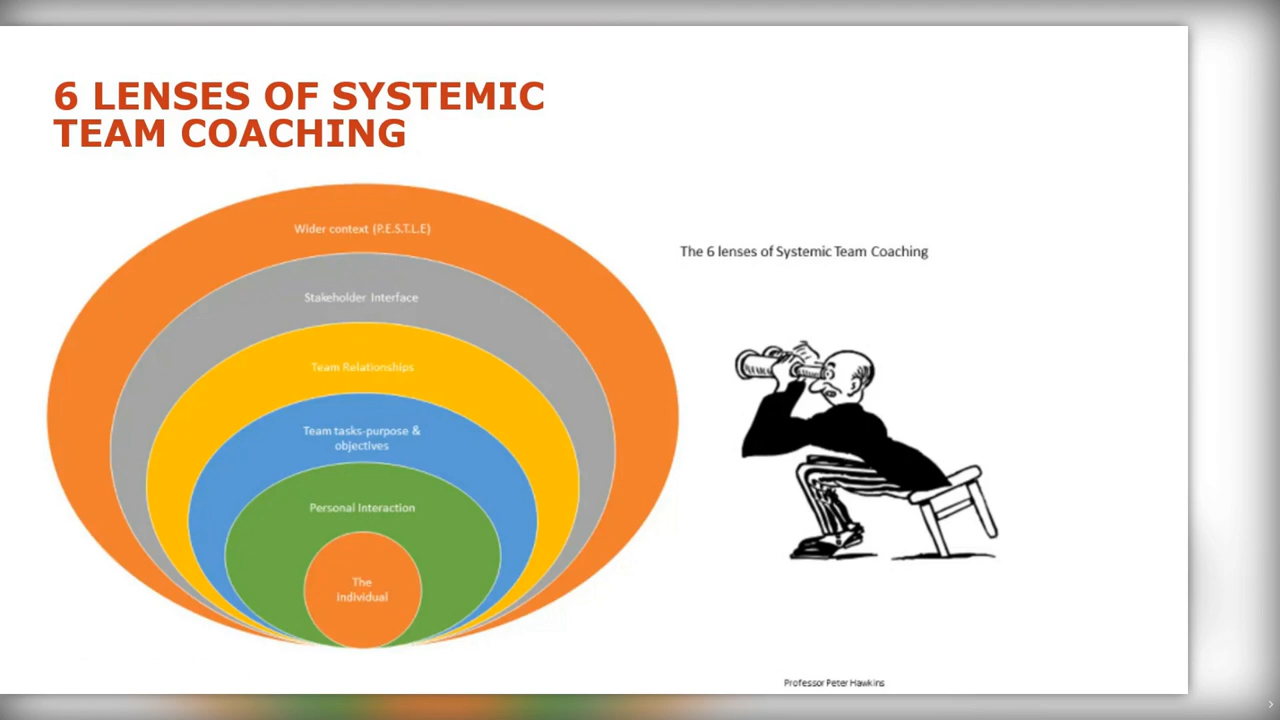 6 LENSES OF SYSTEMIC
TEAM COACHING
Wider context (P.E.S.T.L.E)
The 6 lenses of Systemic Team Coaching
Stakeholder Interface
Team Relationships
Team tasks-purpose &
objectives
Personal Interaction
The
Individual
Professor Peter Hawkins